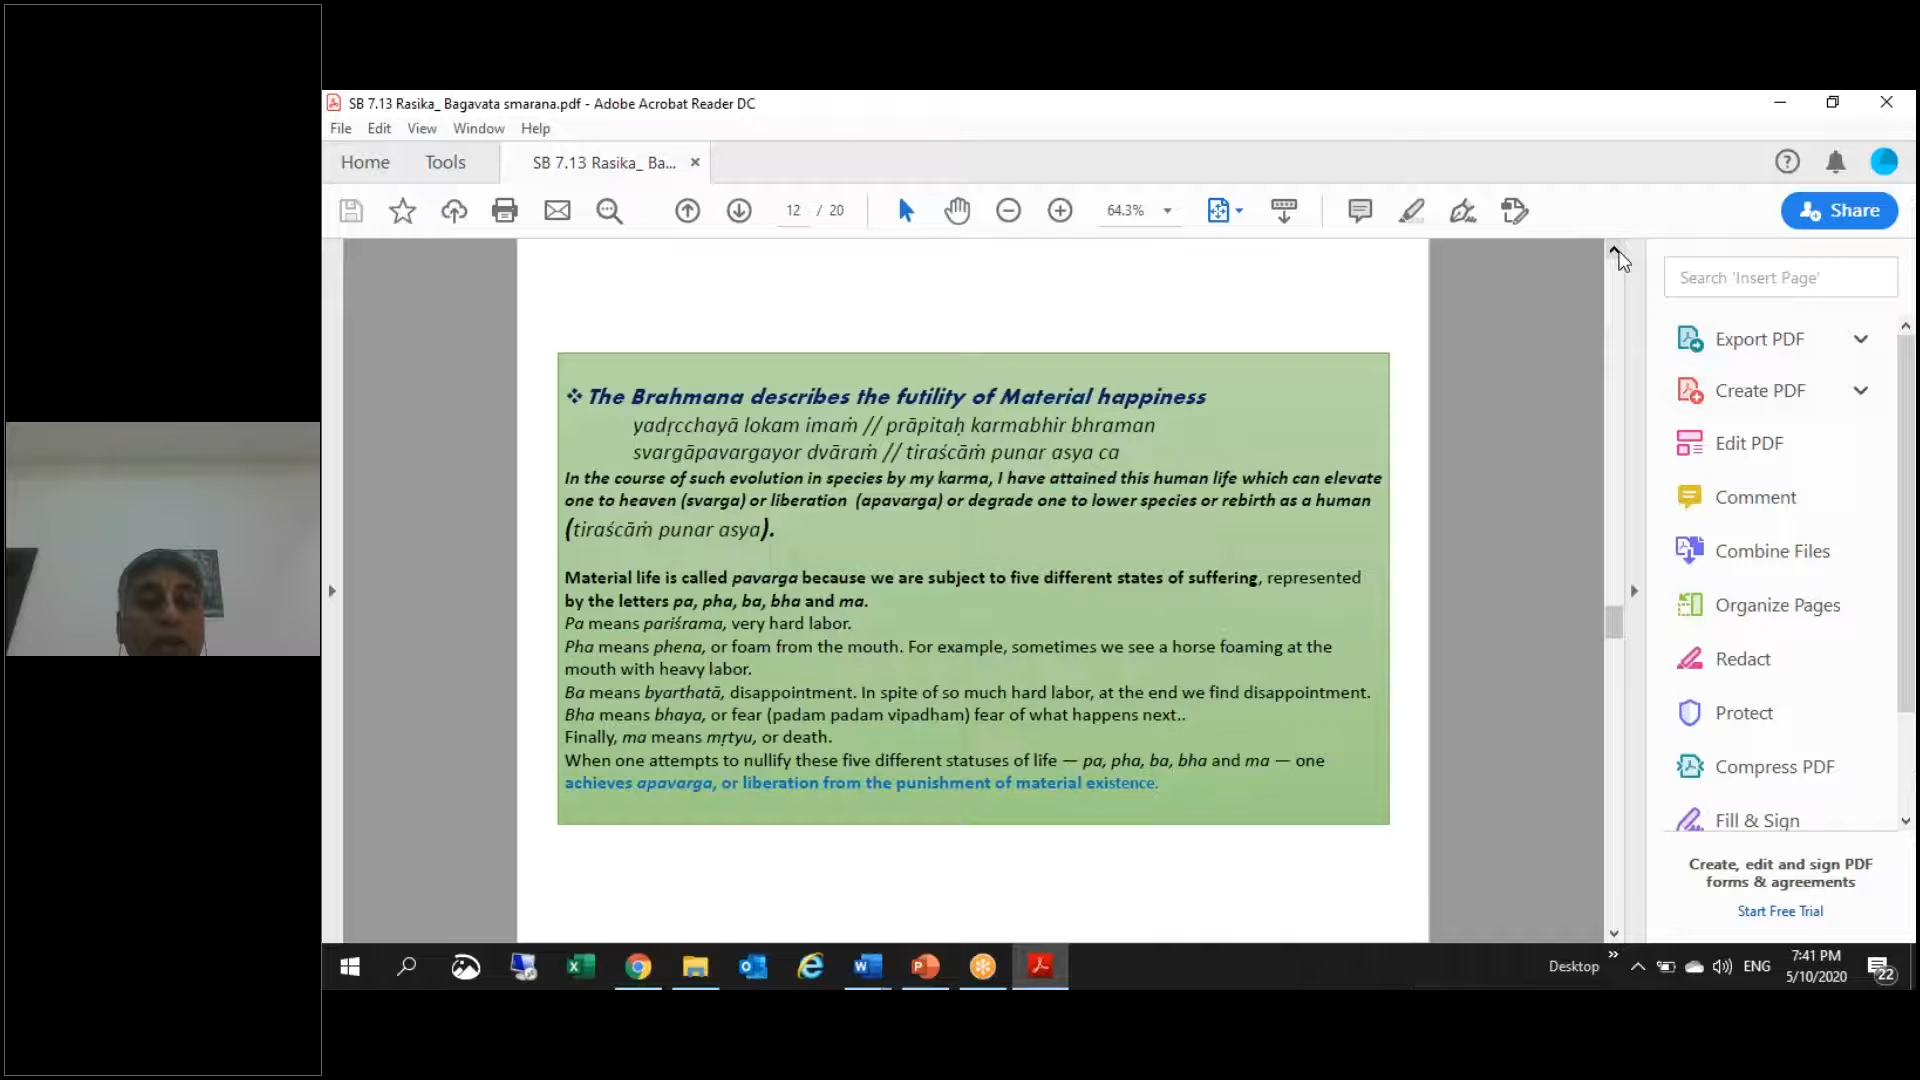 SB 7.13 Rasika_ Bagavata smarana.pdf - Adobe Acrobat Reader DC
File Edit View Window Help
Home Tools SB 7.13 Rasika_ Ba... ×
12 / 20 64.3% Share
Search 'Insert Page'
Export PDF
Create PDF
Edit PDF
Comment
Combine Files
Organize Pages
Redact
Protect
Compress PDF
Fill & Sign
Create, edit and sign PDF
forms & agreements
Start Free Trial
❖ The Brahmana describes the futility of Material happiness
yadṛcchayā lokam imaṁ // prāpitaḥ karmabhir bhraman
svargāpavargayor dvāraṁ // tiraścāṁ punar asya ca
In the course of such evolution in species by my karma, I have attained this human life which can elevate
one to heaven (svarga) or liberation (apavarga) or degrade one to lower species or rebirth as a human
(tiraścāṁ punar asya).
Material life is called pavarga because we are subject to five different states of suffering, represented
by the letters pa, pha, ba, bha and ma.
Pa means pariśrama, very hard labor.
Pha means phena, or foam from the mouth. For example, sometimes we see a horse foaming at the
mouth with heavy labor.
Ba means byarthatā, disappointment. In spite of so much hard labor, at the end we find disappointment.
Bha means bhaya, or fear (padam padam vipadham) fear of what happens next..
Finally, ma means mṛtyu, or death.
When one attempts to nullify these five different statuses of life — pa, pha, ba, bha and ma — one
achieves apavarga, or liberation from the punishment of material existence.
Desktop » ENG 7:41 PM
5/10/2020
22